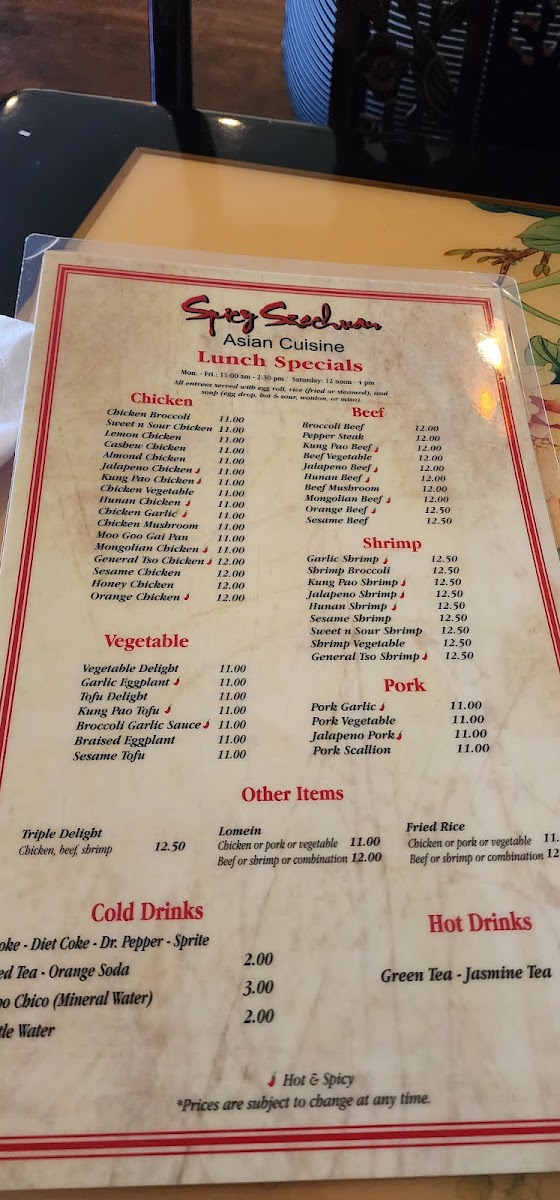 Spicy Szechuan
Asian Cuisine
Lunch Specials
Mon. - Fri.: 11:00 am - 2:30 pm / Saturday: 12 noon - 4 pm
All entrees served with egg roll, rice (fried or steamed), and
soup (egg drop, hot & sour, wonton, or miso).
Chicken
Chicken Broccoli 11.00
Sweet n Sour Chicken 11.00
Lemon Chicken 11.00
Cashew Chicken 11.00
Almond Chicken 11.00
Jalapeno Chicken 11.00
Kung Pao Chicken 11.00
Chicken Vegetable 11.00
Hunan Chicken 11.00
Chicken Garlic 11.00
Chicken Mushroom 11.00
Moo Goo Gai Pan 11.00
Mongolian Chicken 11.00
General Tso Chicken 12.00
Sesame Chicken 12.00
Honey Chicken 12.00
Orange Chicken 12.00
Beef
Broccoli Beef 12.00
Pepper Steak 12.00
Kung Pao Beef 12.00
Beef Vegetable 12.00
Jalapeno Beef 12.00
Hunan Beef 12.00
Beef Mushroom 12.00
Mongolian Beef 12.00
Orange Beef 12.50
Sesame Beef 12.50
Shrimp
Garlic Shrimp 12.50
Shrimp Broccoli 12.50
Kung Pao Shrimp 12.50
Jalapeno Shrimp 12.50
Hunan Shrimp 12.50
Sesame Shrimp 12.50
Sweet n Sour Shrimp 12.50
Shrimp Vegetable 12.50
General Tso Shrimp 12.50
Vegetable
Vegetable Delight 11.00
Garlic Eggplant 11.00
Tofu Delight 11.00
Kung Pao Tofu 11.00
Broccoli Garlic Sauce 11.00
Braised Eggplant 11.00
Sesame Tofu 11.00
Pork
Pork Garlic 11.00
Pork Vegetable 11.00
Jalapeno Pork 11.00
Pork Scallion 11.00
Other Items
Triple Delight
Chicken, beef, shrimp 12.50
Lomein
Chicken or pork or vegetable 11.00
Beef or shrimp or combination 12.00
Fried Rice
Chicken or pork or vegetable 11.
Beef or shrimp or combination 12
Cold Drinks
oke - Diet Coke - Dr. Pepper - Sprite
ed Tea - Orange Soda 2.00
o Chico (Mineral Water) 3.00
tle Water 2.00
Hot Drinks
Green Tea - Jasmine Tea
Hot & Spicy
*Prices are subject to change at any time.